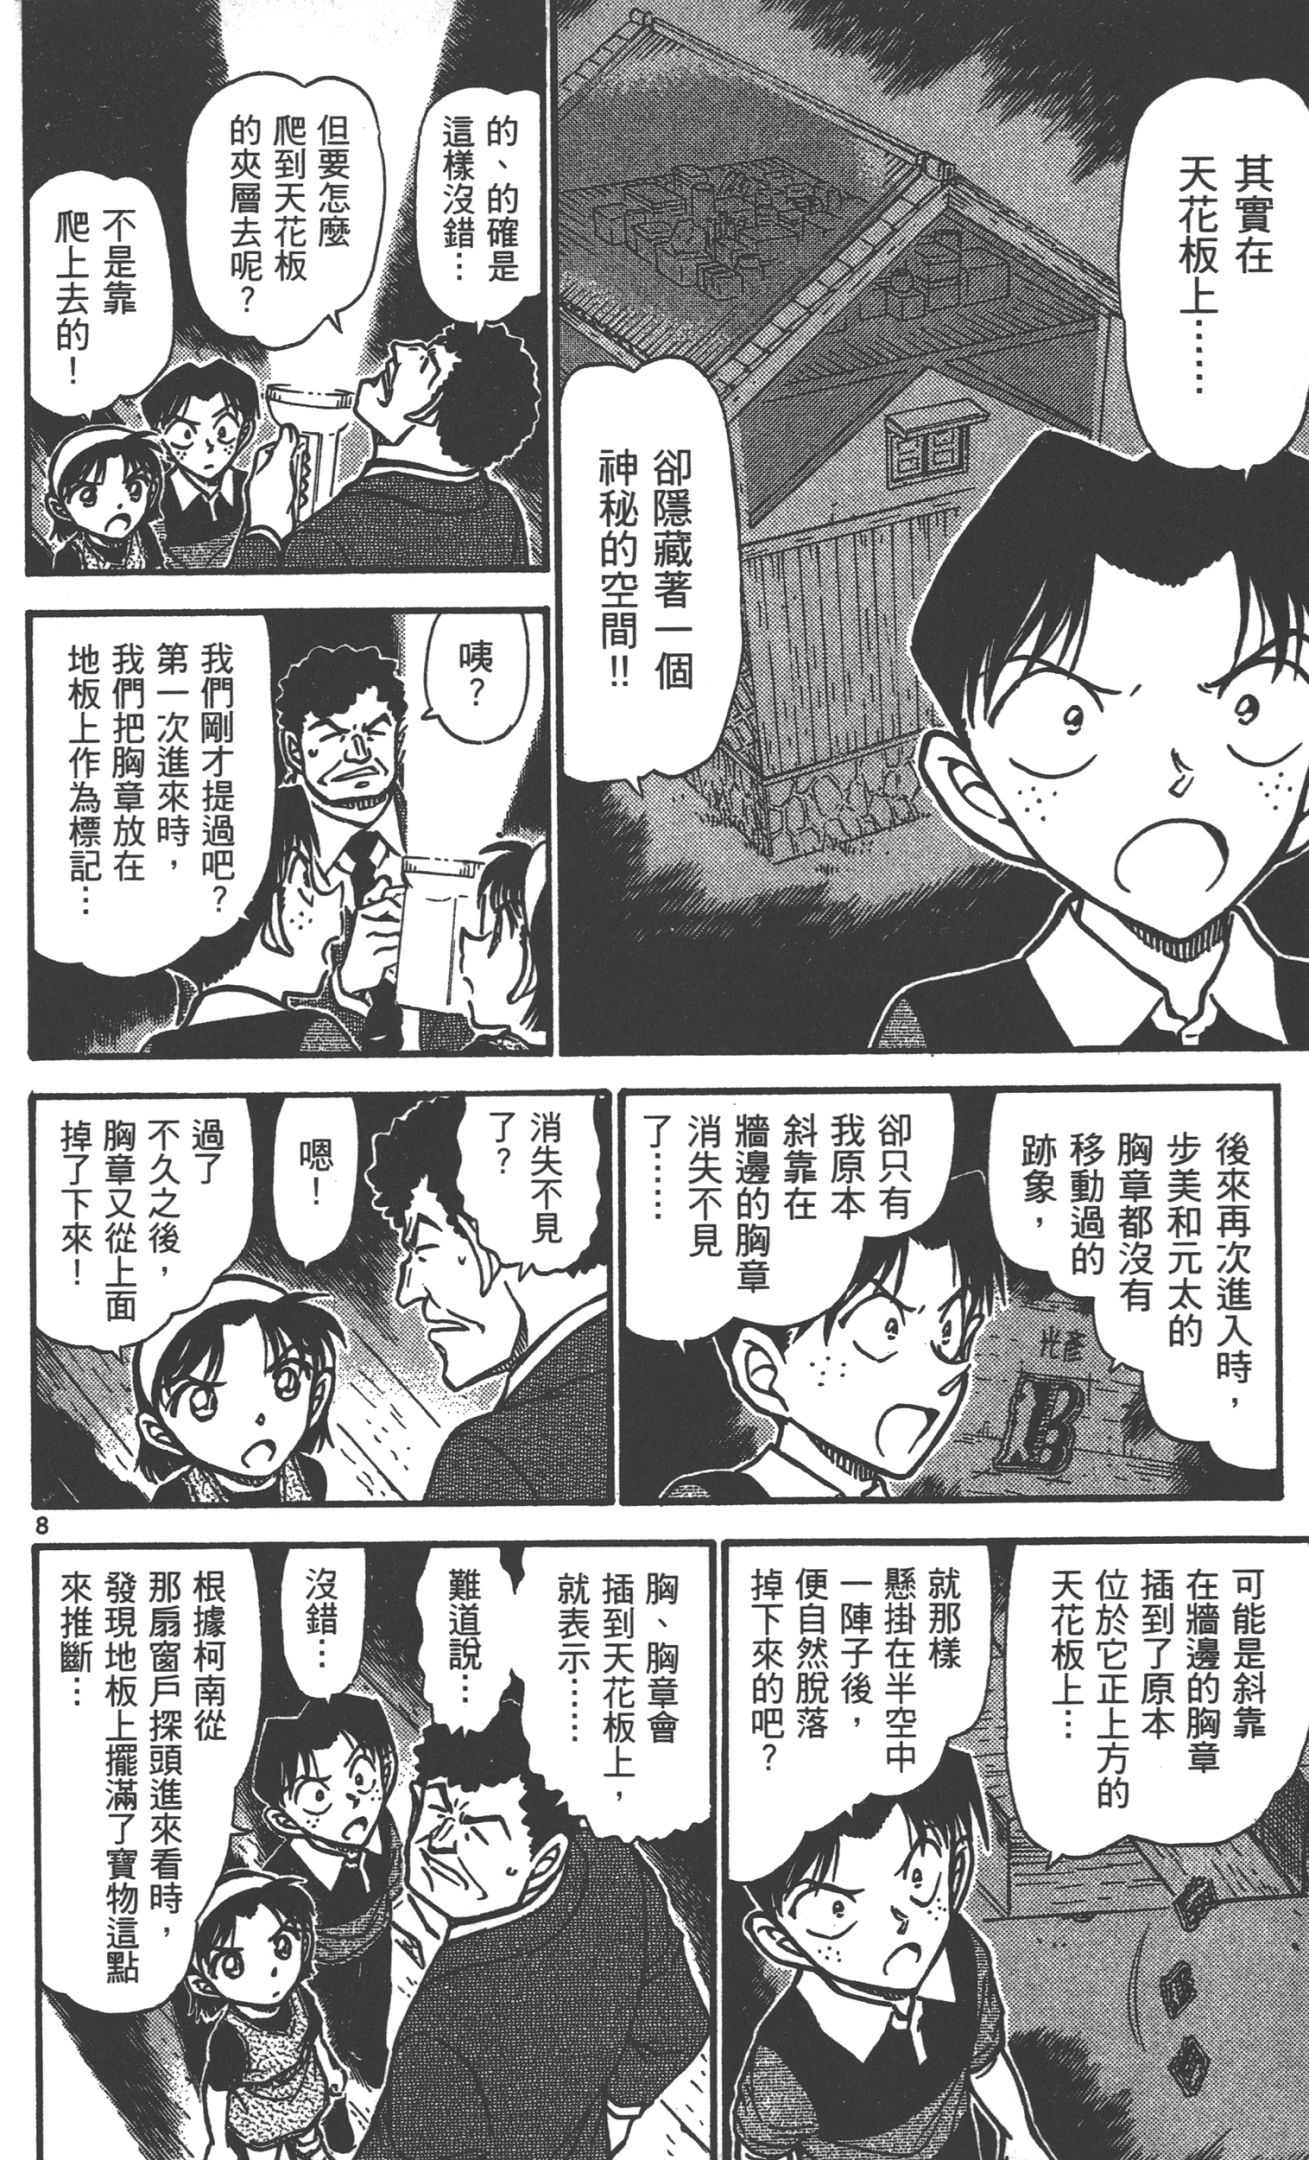 其實在
天花板上……
卻隱藏著一個
神秘的空間!!
的、的確是
這樣沒錯…
但要怎麼
爬到天花板
的夾層去呢?
不是靠
爬上去的!
咦?
我們剛才提過吧?
第一次進來時,
我們把胸章放在
地板上作為標記…
後來再次進入時,
步美和元太的
胸章都沒有
移動過的
跡象,
卻只有
我原本
斜靠在
牆邊的胸章
消失不見
了……
光彥
B
消失不見
了?
嗯!
過了
不久之後,
胸章又從上面
掉了下來!
8
可能是斜靠
在牆邊的胸章
插到了原本
位於它正上方的
天花板上…
就那樣
懸掛在半空中
一陣子後,
便自然脫落
掉下來的吧?
胸、胸章會
插到天花板上,
就表示……
難道說…
沒錯…
根據柯南從
那扇窗戶探頭進來看時,
發現地板上擺滿了寶物這點
來推斷…